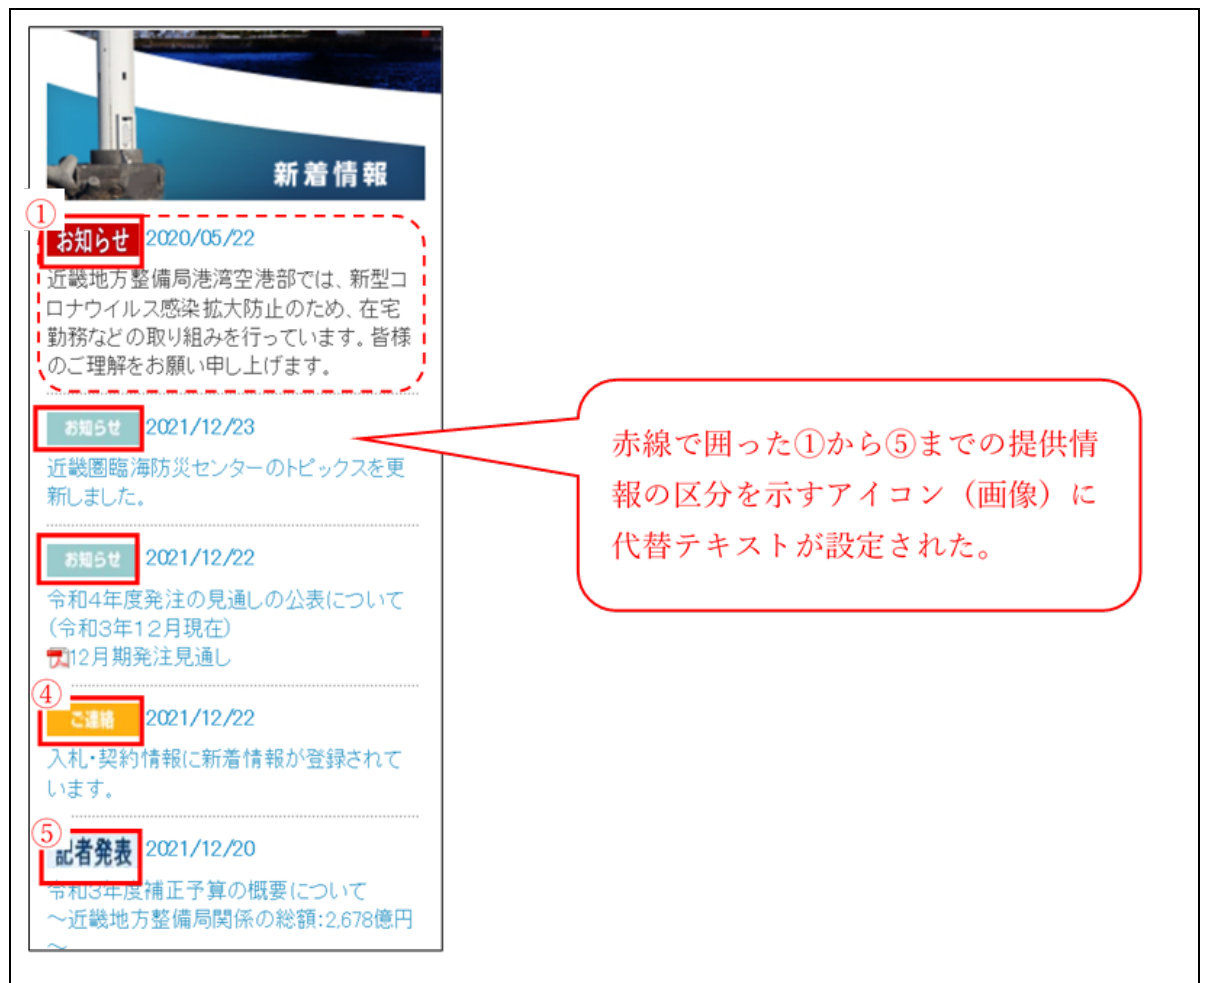 新着情報
①
お知らせ 2020/05/22
近畿地方整備局港湾空港部では、新型コ
ロナウイルス感染拡大防止のため、在宅
勤務などの取り組みを行っています。皆様
のご理解をお願い申し上げます。
お知らせ 2021/12/23
近畿圏臨海防災センターのトピックスを更
新しました。
お知らせ 2021/12/22
令和4年度発注の見通しの公表について
(令和3年12月現在)
12月期発注見通し
④
ご連絡 2021/12/22
入札・契約情報に新着情報が登録されて
います。
⑤
記者発表 2021/12/20
令和3年度補正予算の概要について
～近畿地方整備局関係の総額:2,678億円
～
赤線で囲った①から⑤までの提供情
報の区分を示すアイコン（画像）に
代替テキストが設定された。